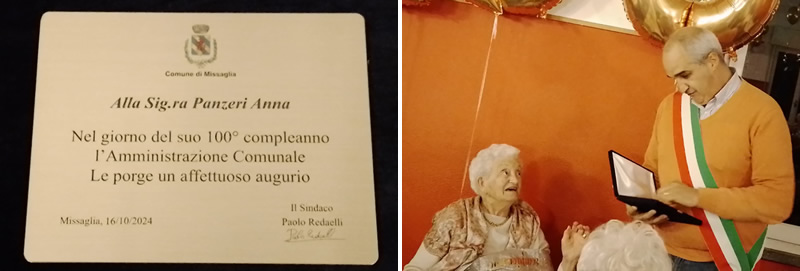 Comune di Missaglia
Alla Sig.ra Panzeri Anna
Nel giorno del suo 100° compleanno
l'Amministrazione Comunale
Le porge un affettuoso augurio
Il Sindaco
Missaglia, 16/10/2024
Paolo Redaelli